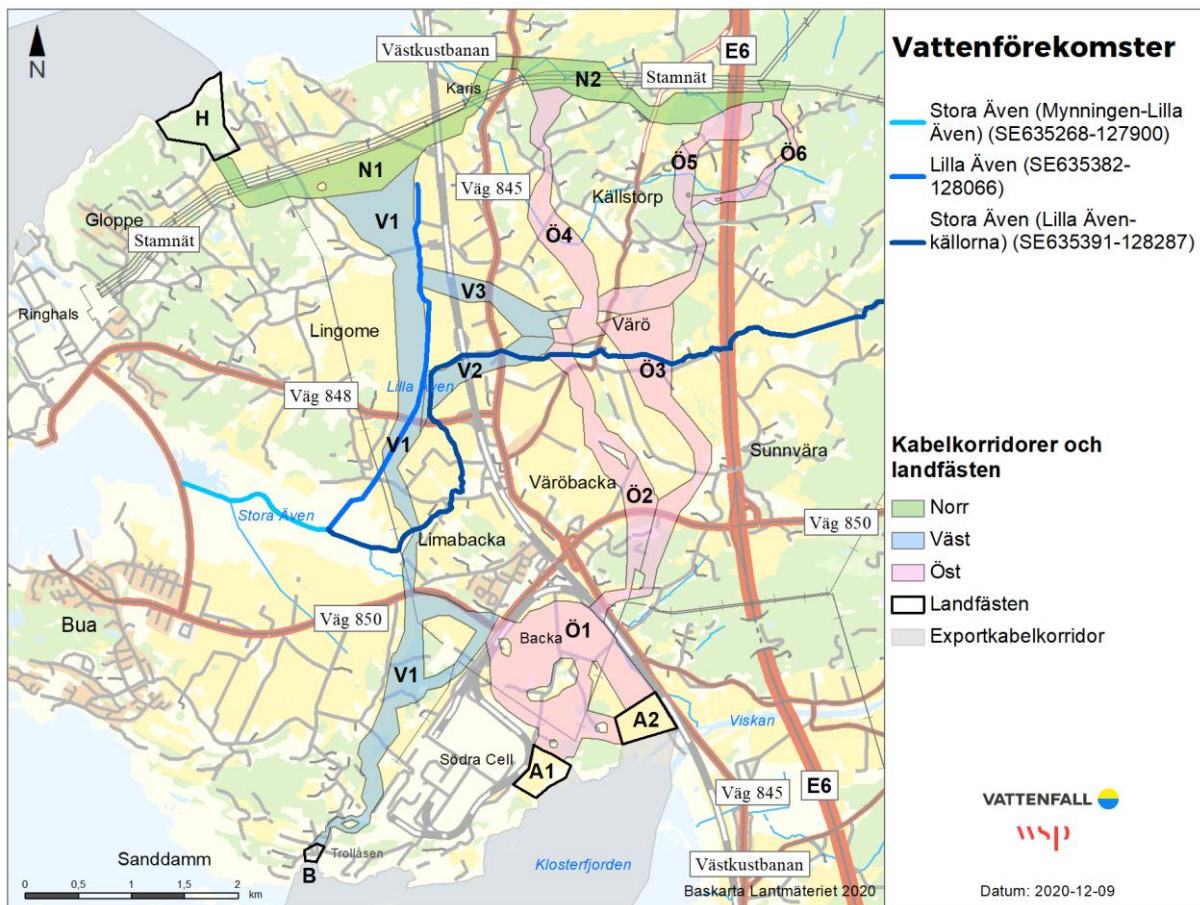 N
H
Västkustbanan
Karis
N2
Stamnät
E6
N1
Väg 845
Källstorp
Ö5
Ö6
Gloppe
Stamnät
V1
Ö4
Ringhals
V3
Lingome
Värö
V2
Ö3
Lilla Även
Väg 848
V1
Sunnvära
Väröbacka
Ö2
Stora Även
Limabacka
Väg 850
Bua
Väg 850
Backa
Ö1
V1
A2
Viskan
Södra Cell
A1
Väg 845
E6
Sanddamm
Trollåsen
B
Klosterfjorden
Västkustbanan
0 0,5 1 1,5 2
km
Baskarta Lantmäteriet 2020
Vattenförekomster
Stora Även (Mynningen-Lilla
Även) (SE635268-127900)
Lilla Även (SE635382-
128066)
Stora Även (Lilla Även-
källorna) (SE635391-128287)
Kabelkorridorer och
landfästen
Norr
Väst
Öst
Landfästen
Exportkabelkorridor
VATTENFALL
wsp
Datum: 2020-12-09